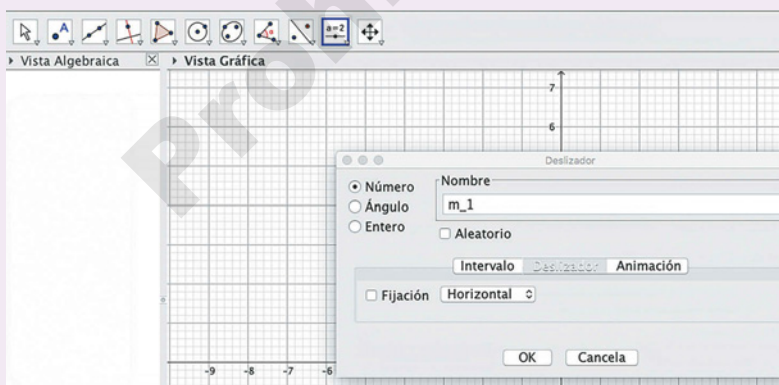 a=2
Vista Algebraica
Vista Gráfica
7
6
Deslizador
Número
Nombre
Ángulo
m_1
Entero
Aleatorio
Intervalo Deslizador Animación
Fijación Horizontal
OK Cancela
-9 -8 -7 -6